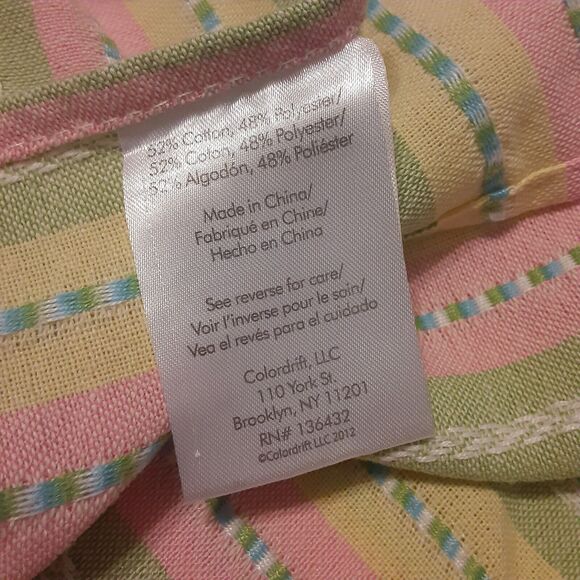 52% Cotton, 48% Polyester/
52% Coton, 48% Polyester/
52% Algodón, 48% Poliéster
Made in China/
Fabriqué en Chine/
Hecho en China
See reverse for care/
Voir l'inverse pour le soin/
Vea el revés para el cuidado
Colordrift, LLC
110 York St.
Brooklyn, NY 11201
RN# 136432
©Colordrift LLC 2012